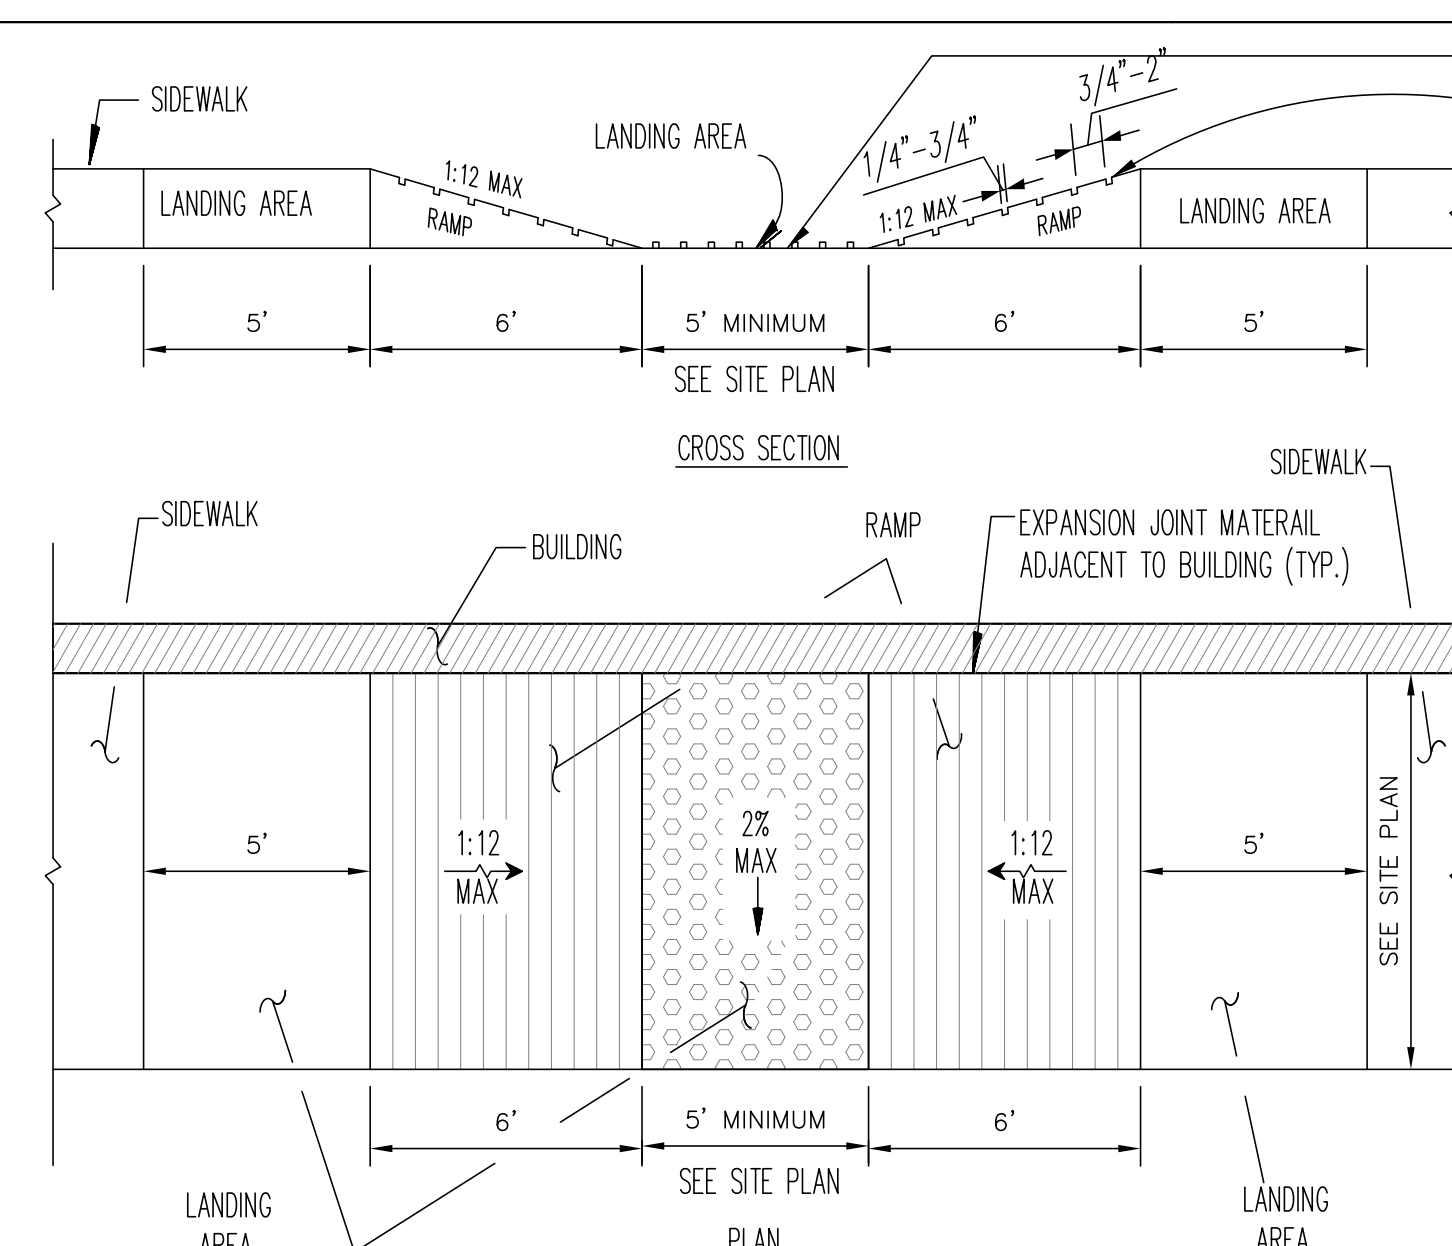 SIDEWALK
3/4"-2"
LANDING AREA
1/4"-3/4"
1:12 MAX
RAMP
LANDING AREA
1:12 MAX
RAMP
LANDING AREA
5'
6'
5' MINIMUM
6'
5'
SEE SITE PLAN
CROSS SECTION
SIDEWALK
SIDEWALK
BUILDING
RAMP
EXPANSION JOINT MATERAIL
ADJACENT TO BUILDING (TYP.)
5'
1:12
MAX
2%
MAX
1:12
MAX
5'
SEE SITE PLAN
6'
5' MINIMUM
6'
SEE SITE PLAN
LANDING
AREA
PLAN
LANDING
AREA